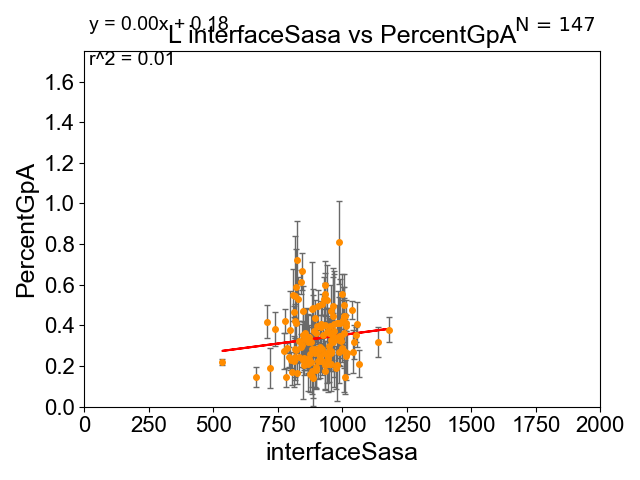 y = 0.00x + 0.18
L interfaceSasa vs PercentGpA
N = 147
r^2 = 0.01
PercentGpA
1.6
1.4
1.2
1.0
0.8
0.6
0.4
0.2
0.0
0 250 500 750 1000 1250 1500 1750 2000
interfaceSasa